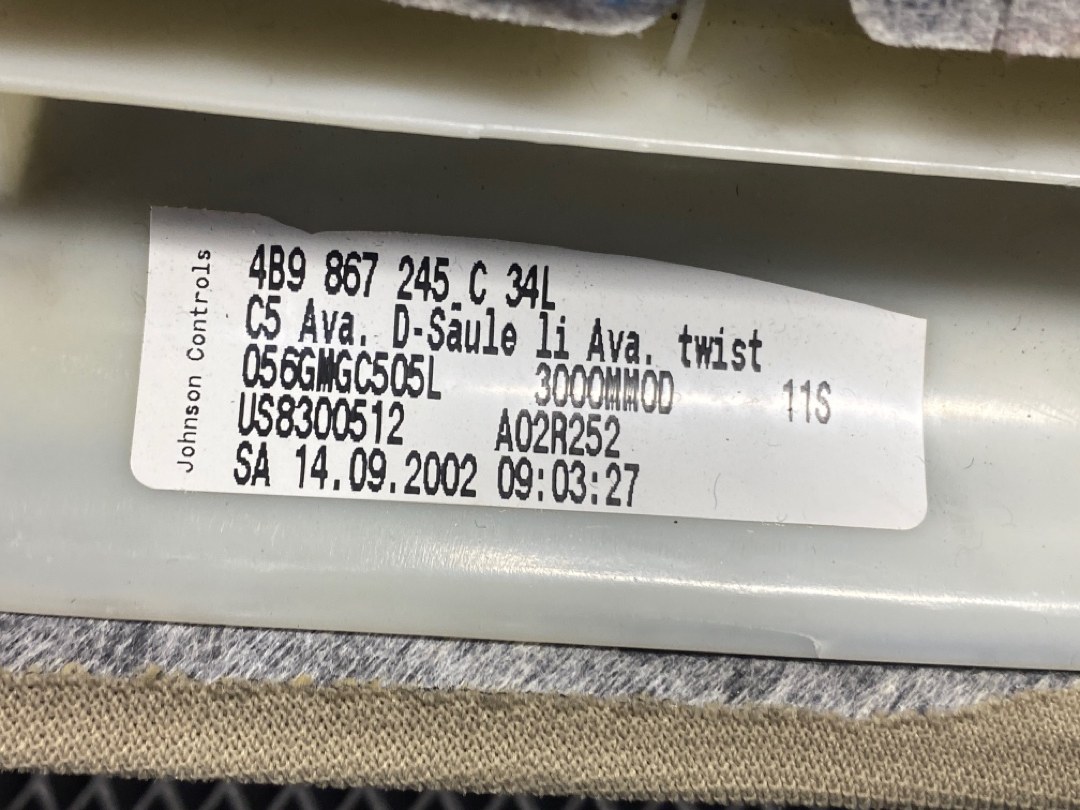 Johnson Controls
4B9 867 245 C 34L
C5 Ava. D-Säule li Ava. twist
056GMGC505L 3000MMOD 11S
US8300512 A02R252
SA 14.09.2002 09:03:27